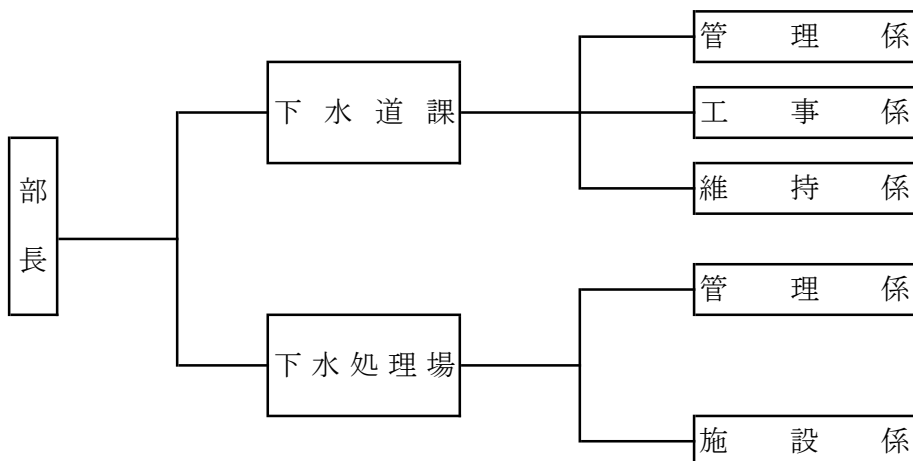 部長
下水道課
管理係
工事係
維持係
下水処理場
管理係
施設係